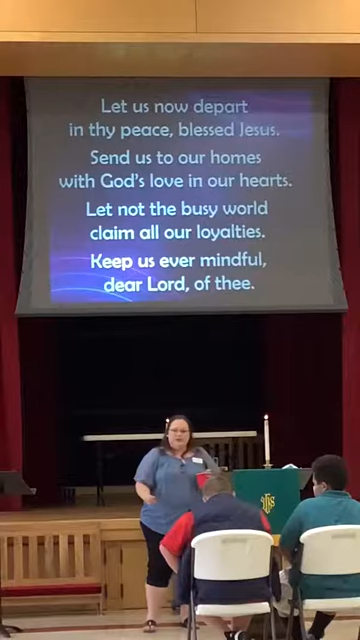 Let us now depart
in thy peace, blessed Jesus.
Send us to our homes
with God's love in our hearts.
Let not the busy world
claim all our loyalties.
Keep us ever mindful,
dear Lord, of thee.